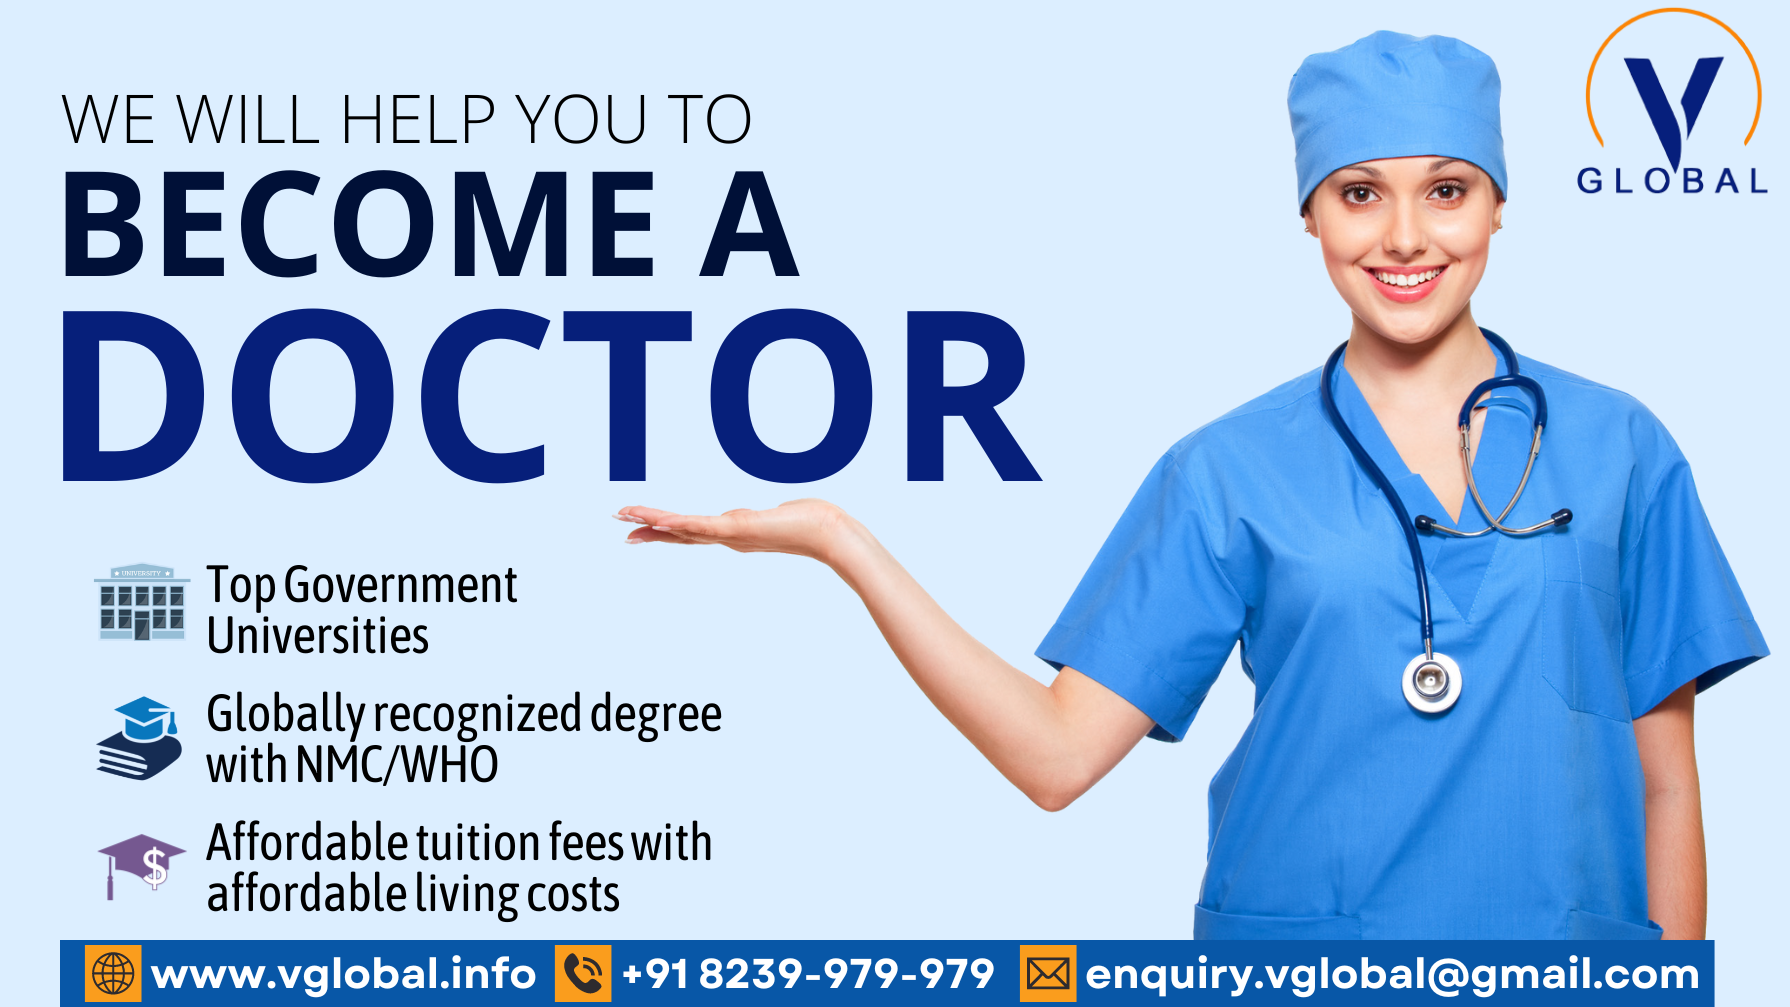 V
GLOBAL
WE WILL HELP YOU TO
BECOME A
DOCTOR
UNIVERSITY
Top Government
Universities
Globally recognized degree
with NMC/WHO
$
Affordable tuition fees with
affordable living costs
www.vglobal.info
+91 8239-979-979
enquiry.vglobal@gmail.com